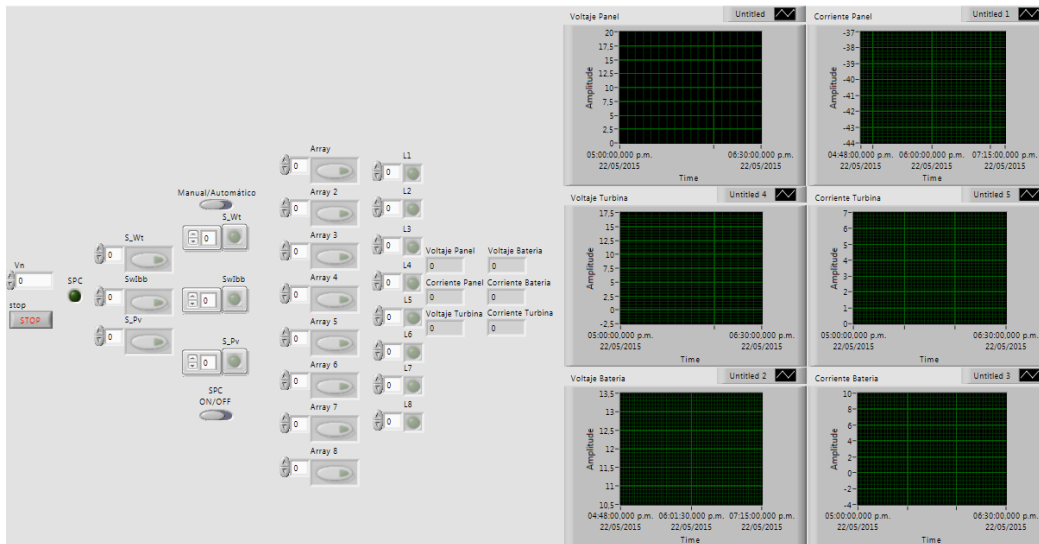 Vn
0
SPC
stop
STOP
S_Wt
0
SwIbb
0
S_Pv
0
Manual/Automático
S_Wt
0
SwIbb
0
S_Pv
0
SPC
ON/OFF
Array
0
Array 2
0
Array 3
0
Array 4
0
Array 5
0
Array 6
0
Array 7
0
Array 8
0
L1
0
L2
0
L3
0
L4
0
L5
0
L6
0
L7
0
L8
0
Voltaje Panel
0
Voltaje Bateria
0
Corriente Panel
0
Corriente Bateria
0
Voltaje Turbina
0
Corriente Turbina
0
Voltaje Panel
Untitled
Amplitude
20
17.5
15
12.5
10
7.5
5
2.5
0
05:00:00,000 p.m.
22/05/2015
06:30:00,000 p.m.
22/05/2015
Time
Corriente Panel
Untitled 1
Amplitude
-37
-38
-39
-40
-41
-42
-43
-44
04:48:00,000 p.m.
22/05/2015
06:00:00,000 p.m.
22/05/2015
07:15:00,000 p.m.
22/05/2015
Time
Voltaje Turbina
Untitled 4
Amplitude
17.5
15
12.5
10
7.5
5
2.5
0
-2.5
05:00:00,000 p.m.
22/05/2015
06:30:00,000 p.m.
22/05/2015
Time
Corriente Turbina
Untitled 5
Amplitude
7
6
5
4
3
2
1
0
05:00:00,000 p.m.
22/05/2015
06:30:00,000 p.m.
22/05/2015
Time
Voltaje Bateria
Untitled 2
Amplitude
13.5
13
12.5
12
11.5
11
10.5
04:48:00,000 p.m.
22/05/2015
06:01:30,000 p.m.
22/05/2015
07:15:00,000 p.m.
22/05/2015
Time
Corriente Bateria
Untitled 3
Amplitude
10
8
6
4
2
0
-2
-4
05:00:00,000 p.m.
22/05/2015
06:30:00,000 p.m.
22/05/2015
Time